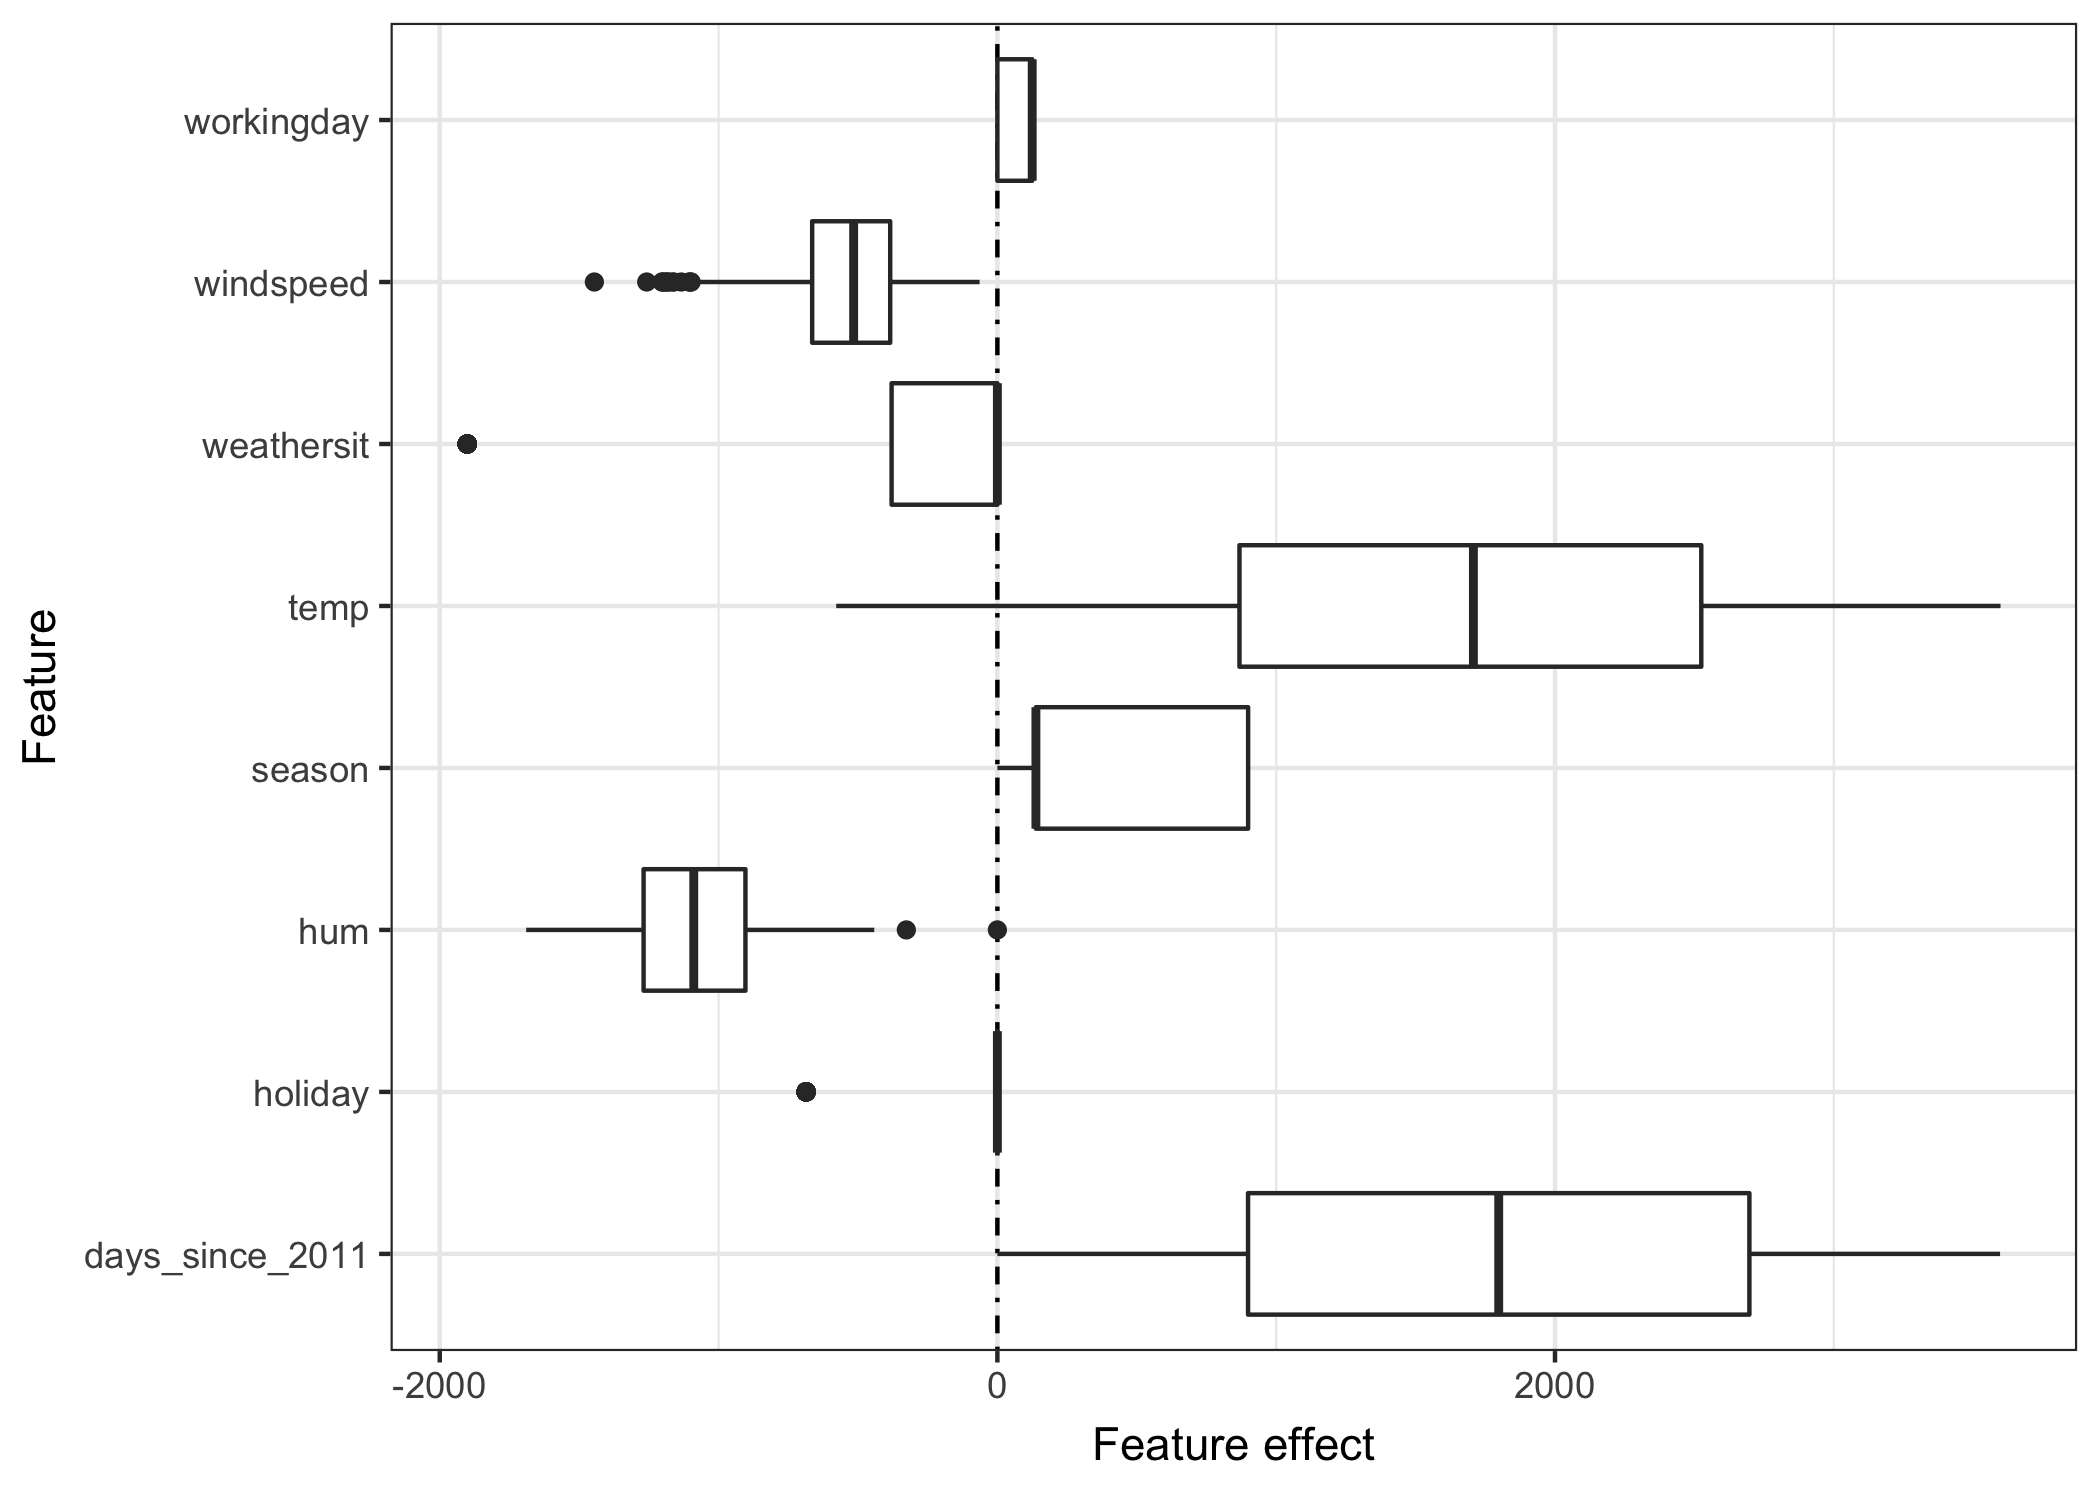 workingday
windspeed
weathersit
temp
season
hum
holiday
days_since_2011
Feature
-2000
0
2000
Feature effect